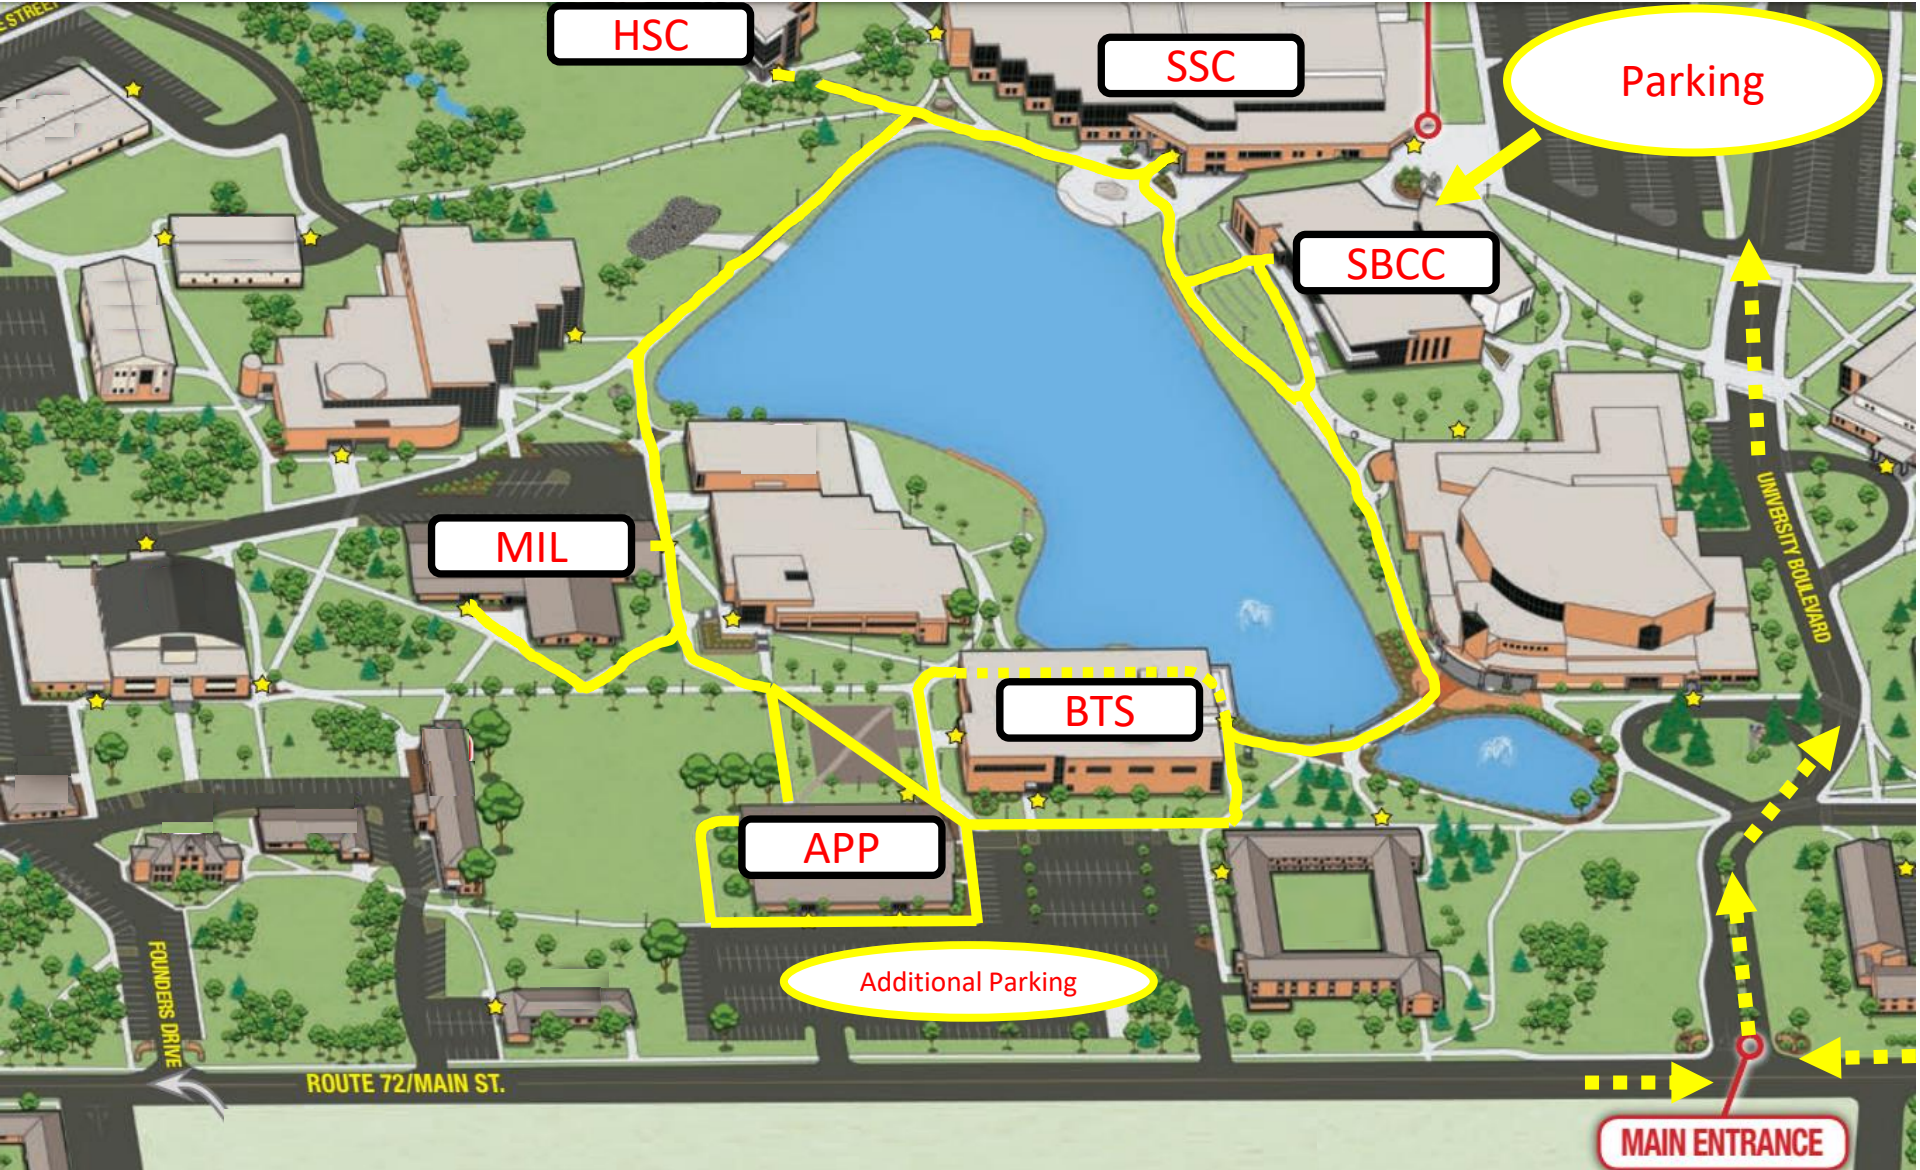 E STREET
HSC
SSC
Parking
SBCC
UNIVERSITY BOULEVARD
MIL
BTS
APP
Additional Parking
FOUNDERS DRIVE
ROUTE 72/MAIN ST.
MAIN ENTRANCE